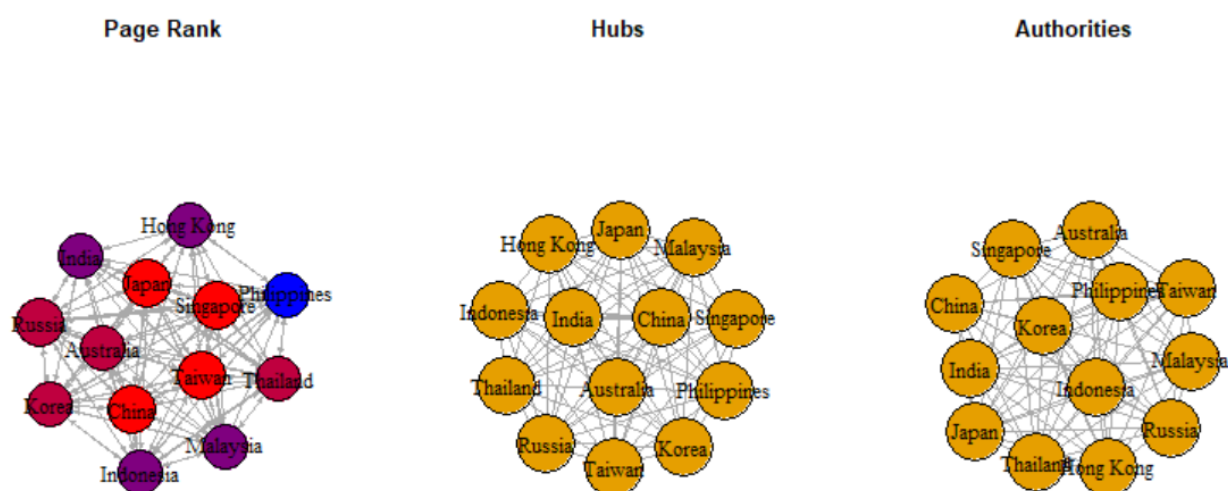 Page Rank
Hubs
Authorities
Hong Kong
India
Japan
Singapore
Philippines
Russia
Australia
Taiwan
Thailand
Korea
China
Malaysia
Indonesia
Japan
Hong Kong
Malaysia
Indonesia
India
China
Singapore
Thailand
Australia
Philippines
Russia
Korea
Taiwan
Australia
Singapore
Philippines
Taiwan
China
Korea
Malaysia
India
Indonesia
Japan
Russia
Thailand
Hong Kong